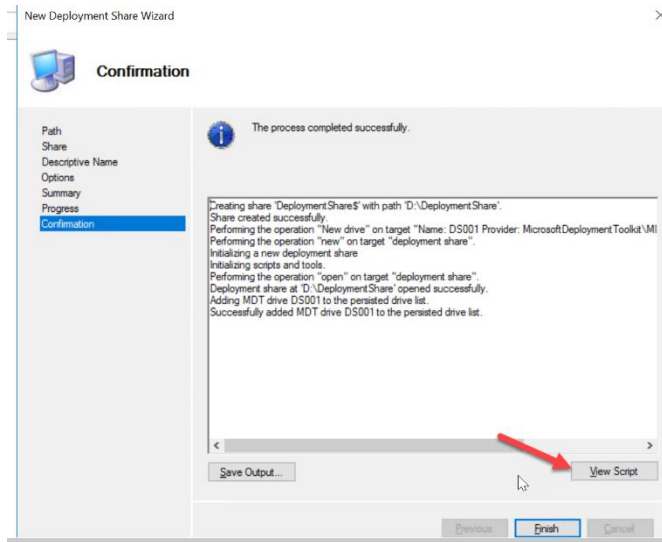 New Deployment Share Wizard
Confirmation
Path
Share
Descriptive Name
Options
Summary
Progress
Confirmation
The process completed successfully.
Creating share 'DeploymentShare$' with path 'D:\DeploymentShare'.
Share created successfully.
Performing the operation "New drive" on target "Name: DS001 Provider: MicrosoftDeploymentToolkit\MI
Performing the operation "new" on target "deployment share".
Initializing a new deployment share
Initializing scripts and tools.
Performing the operation "open" on target "deployment share".
Deployment share at 'D:\DeploymentShare' opened successfully.
Adding MDT drive DS001 to the persisted drive list.
Successfully added MDT drive DS001 to the persisted drive list.
Save Output...
View Script
Previous
Finish
Cancel